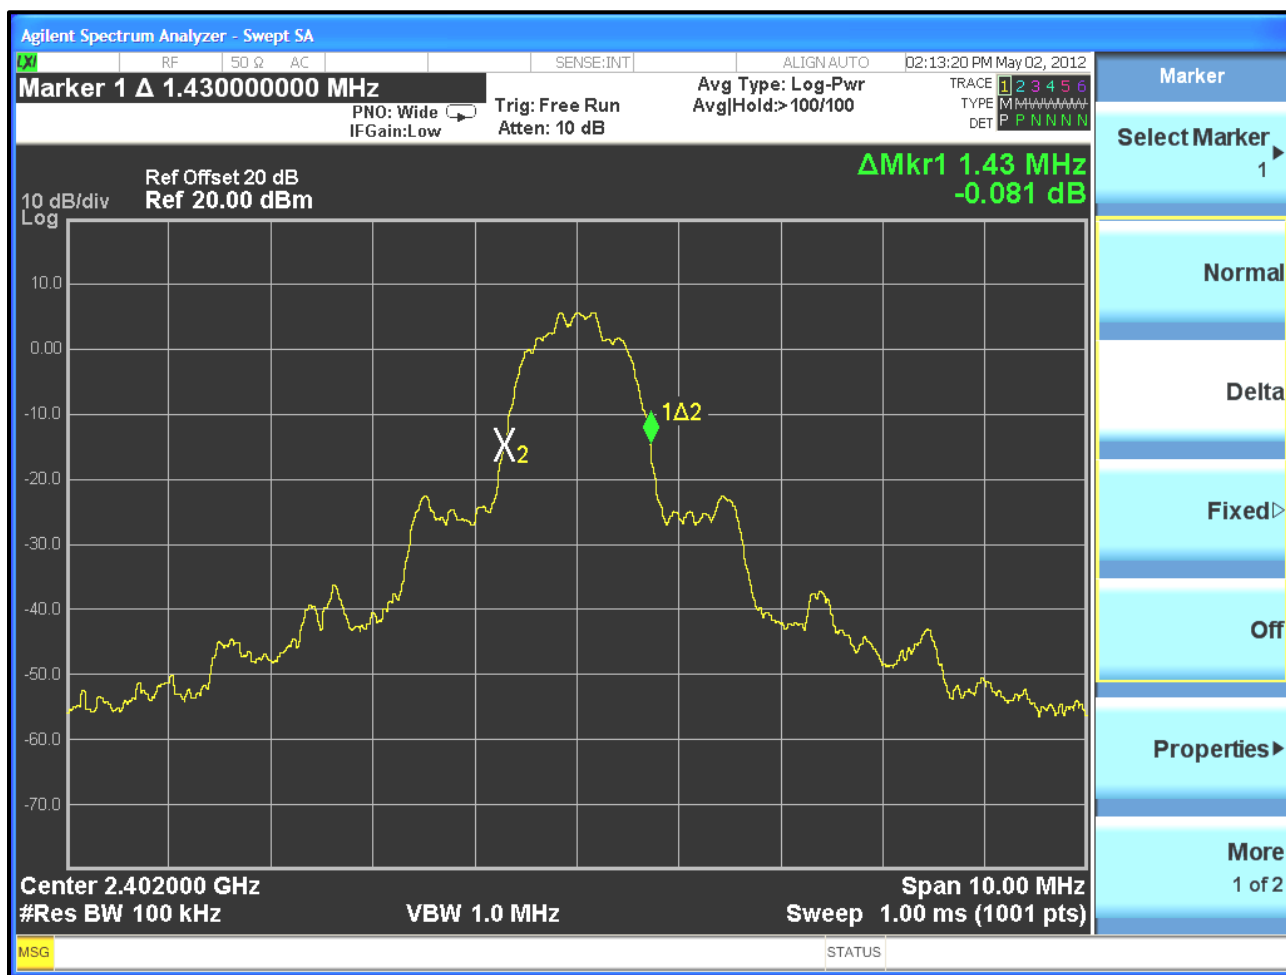 Agilent Spectrum Analyzer - Swept SA
LXI RF 50 Ω AC SENSE:INT ALIGN AUTO 02:13:20 PM May 02, 2012
Marker 1 Δ 1.430000000 MHz
PNO: Wide
IFGain:Low
Trig: Free Run
Atten: 10 dB
Avg Type: Log-Pwr
Avg|Hold:>100/100
TRACE 1 2 3 4 5 6
TYPE M M W W W W W
DET P P N N N N
ΔMkr1 1.43 MHz
-0.081 dB
Ref Offset 20 dB
10 dB/div Ref 20.00 dBm
Log
10.0
0.00
-10.0
-20.0
-30.0
-40.0
-50.0
-60.0
-70.0
1Δ2
X2
Center 2.402000 GHz Span 10.00 MHz
#Res BW 100 kHz VBW 1.0 MHz Sweep 1.00 ms (1001 pts)
MSG STATUS
Marker
Select Marker
1
Normal
Delta
Fixed
Off
Properties
More
1 of 2